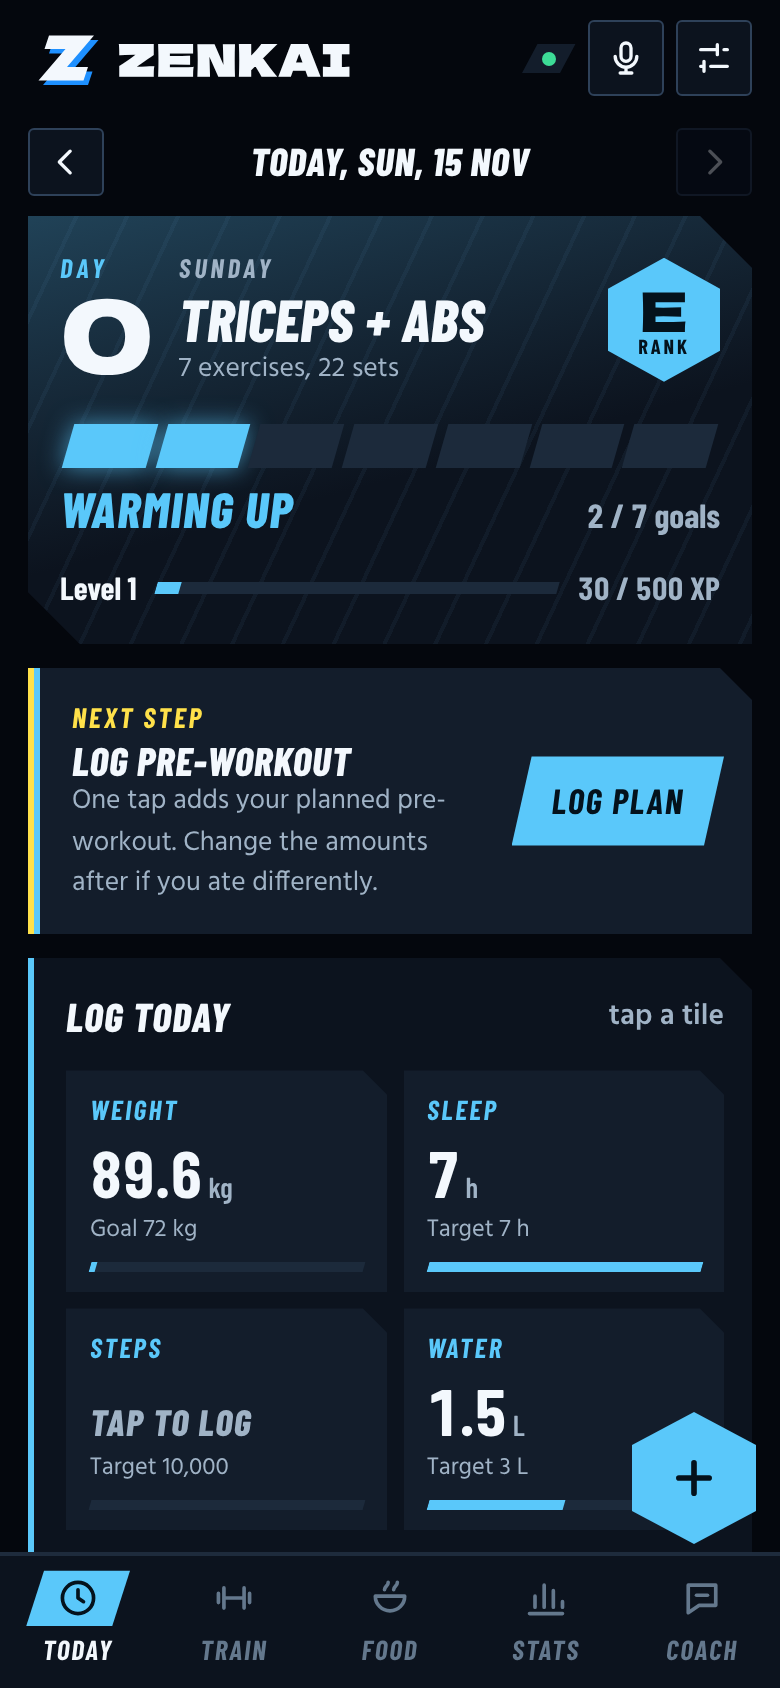 Z ZENKAI
TODAY, SUN, 15 NOV
DAY
0
SUNDAY
TRICEPS + ABS
7 exercises, 22 sets
E
RANK
WARMING UP
2 / 7 goals
Level 1
30 / 500 XP
NEXT STEP
LOG PRE-WORKOUT
One tap adds your planned pre-
workout. Change the amounts
after if you ate differently.
LOG PLAN
LOG TODAY
tap a tile
WEIGHT
89.6 kg
Goal 72 kg
SLEEP
7 h
Target 7 h
STEPS
TAP TO LOG
Target 10,000
WATER
1.5 L
Target 3 L
+
TODAY
TRAIN
FOOD
STATS
COACH